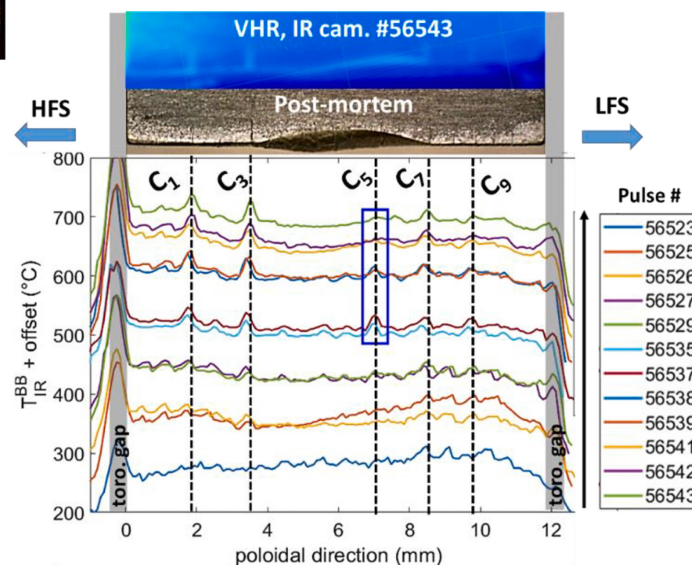 VHR, IR cam. #56543
HFS
Post-mortem
LFS
800
700
600
500
400
300
200
T_IR^BB + offset (°C)
C1
C3
C5
C7
C9
toro. gap
toro. gap
0
2
4
6
8
10
12
poloidal direction (mm)
Pulse #
56523
56525
56526
56527
56529
56535
56537
56538
56539
56541
56542
56543